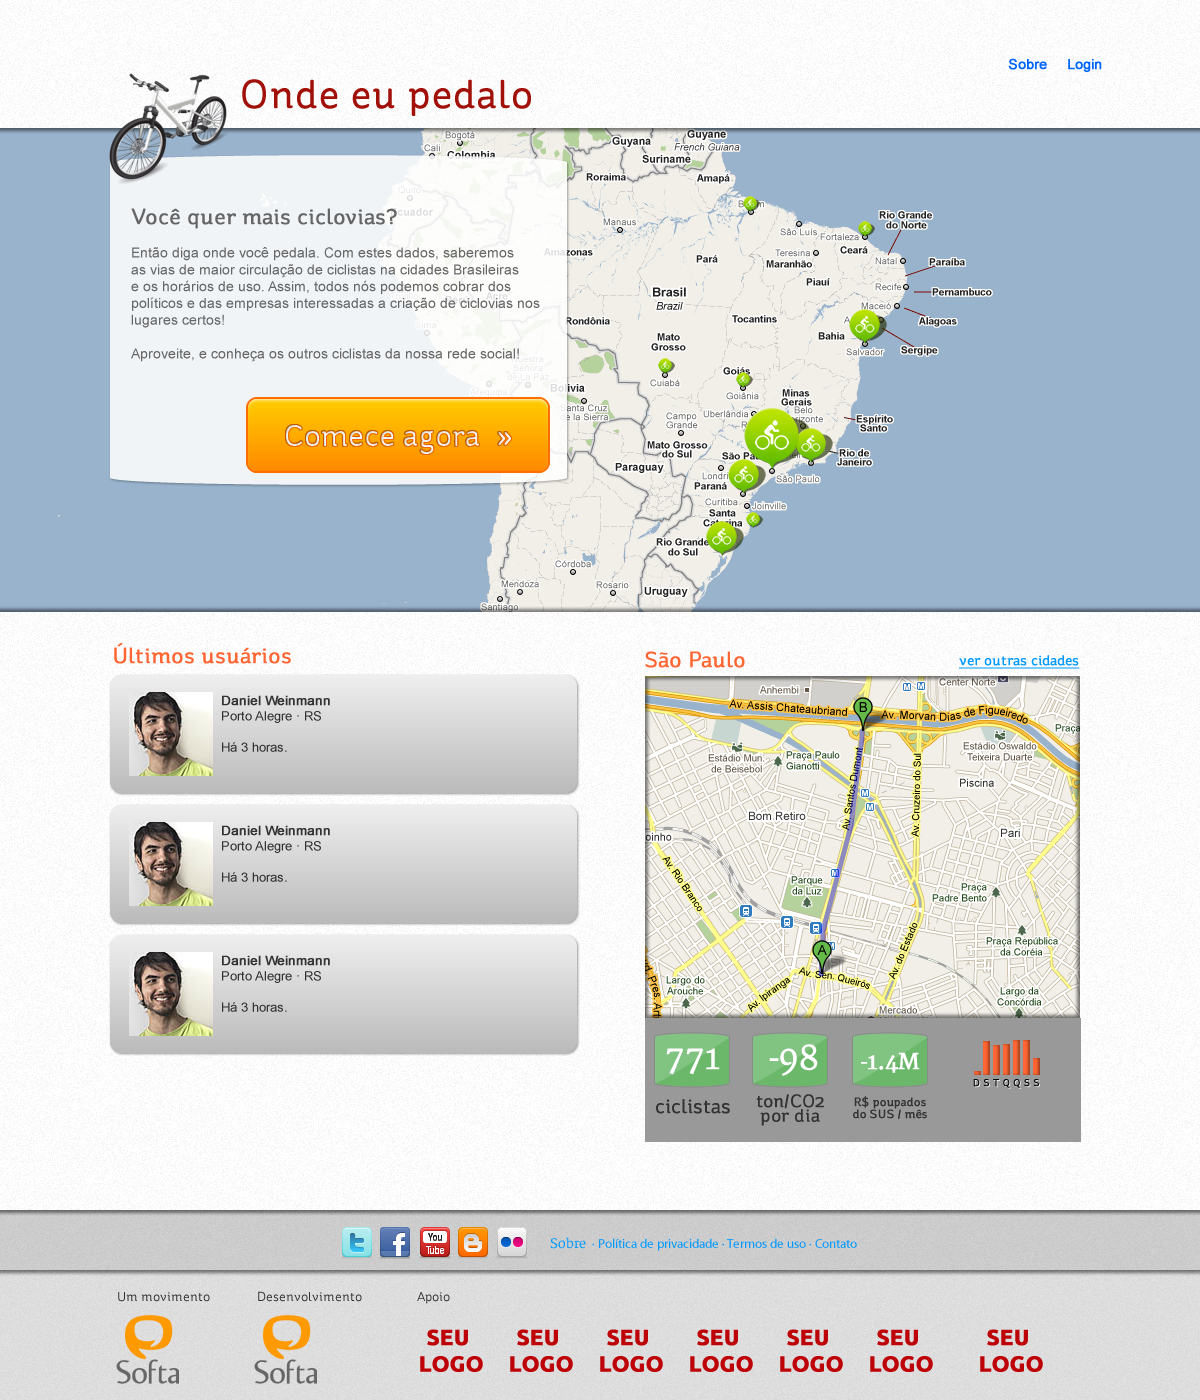 Sobre Login
Onde eu pedalo
Você quer mais ciclovias?
Então diga onde você pedala. Com estes dados, saberemos
as vias de maior circulação de ciclistas na cidades Brasileiras
e os horários de uso. Assim, todos nós podemos cobrar dos
políticos e das empresas interessadas a criação de ciclovias nos
lugares certos!
Aproveite, e conheça os outros ciclistas da nossa rede social!
Comece agora »
Bogotá
Cali
Colombia
Quito
Guyana
Guyane
French Guiana
Suriname
Roraima
Amapá
Manaus
São Luís
Fortaleza
Rio Grande
do Norte
Teresina
Ceará
Pará
Maranhão
Natal
Paraíba
Piauí
Recife
Pernambuco
Brasil
Brazil
Maceió
Rondônia
Tocantins
Alagoas
Bahia
Mato
Grosso
Salvador
Sergipe
Goiás
Cuiabá
Goiânia
Minas
Gerais
Santa Cruz
de la Sierra
Campo
Grande
Uberlândia
Belo
Espírito
Santo
Mato Grosso
do Sul
Rio de
Janeiro
Paraguay
São Paulo
Paraná
Curitiba
Joinville
Santa
Catarina
Rio Grande
do Sul
Córdoba
Mendoza
Rosario
Uruguay
Santiago
Últimos usuários
Daniel Weinmann
Porto Alegre · RS
Há 3 horas.
Daniel Weinmann
Porto Alegre · RS
Há 3 horas.
Daniel Weinmann
Porto Alegre · RS
Há 3 horas.
São Paulo
ver outras cidades
Anhembi
Center Norte
Av. Assis Chateaubriand
B
Av. Morvan Dias de Figueiredo
Estádio Mun.
de Beisebol
Praça Paulo
Gianotti
Estádio Oswaldo
Teixeira Duarte
Praça
Av. Santos Dumont
Av. Cruzeiro do Sul
Piscina
Bom Retiro
Pari
Av. Rio Branco
Parque
da Luz
Praça
Padre Bento
Praça República
da Coréia
Av. do Estado
A
Av. Sen. Queirós
Largo do
Arouche
Av. Ipiranga
Largo da
Concórdia
Mercado
771
ciclistas
-98
ton/CO2
por dia
-1.4M
R$ poupados
do SUS / mês
D S T Q Q S S
You
Tube
Sobre · Política de privacidade · Termos de uso · Contato
Um movimento
Desenvolvimento
Apoio
Softa
Softa
SEU
LOGO
SEU
LOGO
SEU
LOGO
SEU
LOGO
SEU
LOGO
SEU
LOGO
SEU
LOGO